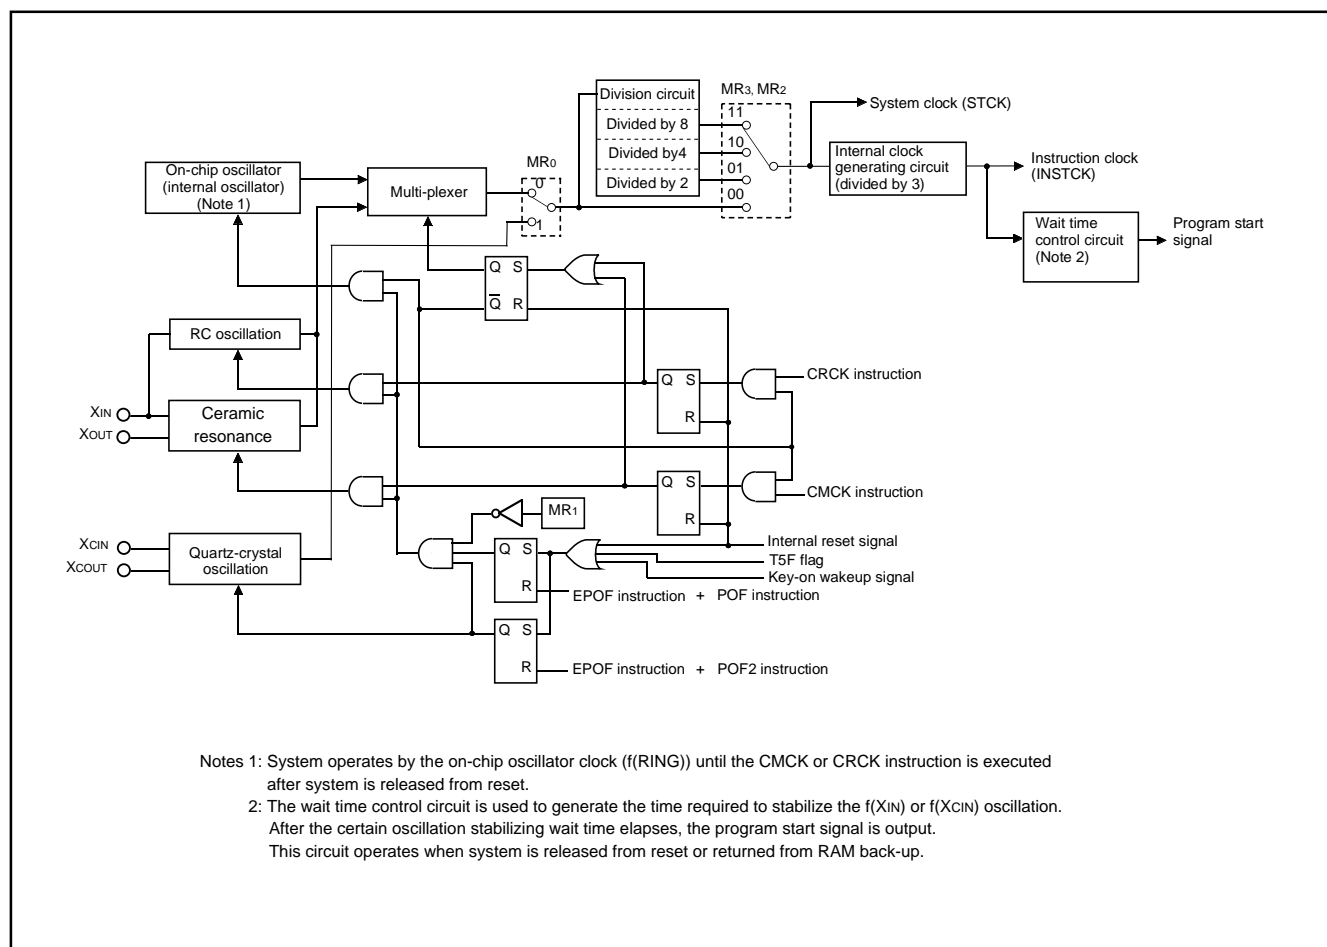 Division circuit
MR3, MR2
System clock (STCK)
11
Divided by 8
10
Divided by4
Internal clock
generating circuit
(divided by 3)
Instruction clock
(INSTCK)
On-chip oscillator
(internal oscillator)
(Note 1)
MR0
01
Divided by 2
0
Multi-plexer
00
1
Wait time
control circuit
(Note 2)
Program start
signal
Q S
Q R
RC oscillation
CRCK instruction
Q S
R
XIN
Ceramic
resonance
XOUT
Q S
R
CMCK instruction
MR1
XCIN
Quartz-crystal
oscillation
XCOUT
Internal reset signal
T5F flag
Key-on wakeup signal
Q S
R
EPOF instruction + POF instruction
Q S
R
EPOF instruction + POF2 instruction
Notes 1: System operates by the on-chip oscillator clock (f(RING)) until the CMCK or CRCK instruction is executed
after system is released from reset.
2: The wait time control circuit is used to generate the time required to stabilize the f(XIN) or f(XCIN) oscillation.
After the certain oscillation stabilizing wait time elapses, the program start signal is output.
This circuit operates when system is released from reset or returned from RAM back-up.